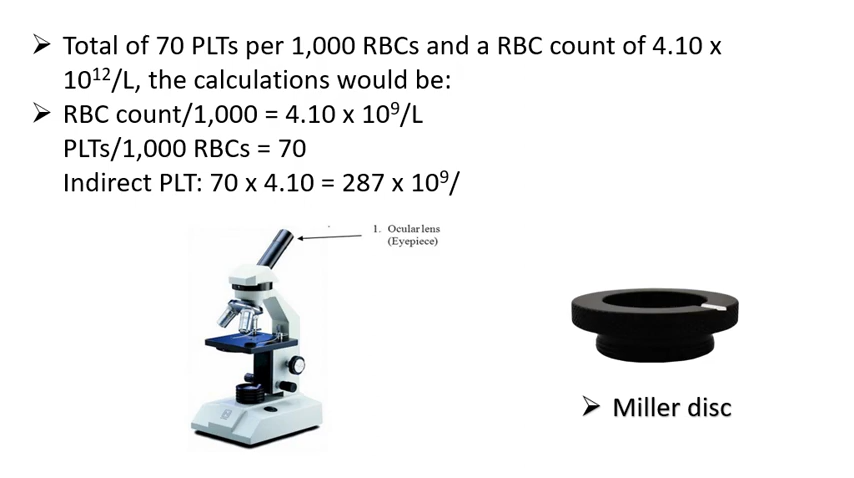 ➢ Total of 70 PLTs per 1,000 RBCs and a RBC count of 4.10 x
10¹²/L, the calculations would be:
➢ RBC count/1,000 = 4.10 x 10⁹/L
PLTs/1,000 RBCs = 70
Indirect PLT: 70 x 4.10 = 287 x 10⁹/
1. Ocular lens
(Eyepiece)
➢ Miller disc